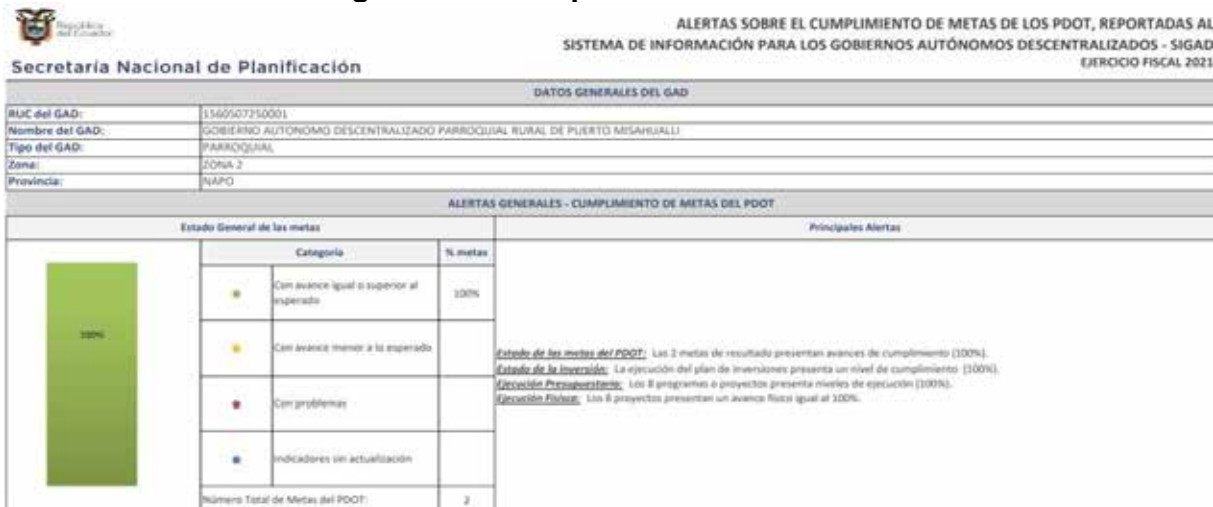 República
del Ecuador
ALERTAS SOBRE EL CUMPLIMIENTO DE METAS DE LOS PDOT, REPORTADAS AL
SISTEMA DE INFORMACIÓN PARA LOS GOBIERNOS AUTÓNOMOS DESCENTRALIZADOS - SIGAD
EJERCICIO FISCAL 2021
Secretaría Nacional de Planificación
DATOS GENERALES DEL GAD
RUC del GAD: 1560507250001
Nombre del GAD: GOBIERNO AUTONOMO DESCENTRALIZADO PARROQUIAL RURAL DE PUERTO MISAHUALLI
Tipo del GAD: PARROQUIAL
Zona: ZONA 2
Provincia: NAPO
ALERTAS GENERALES - CUMPLIMIENTO DE METAS DEL PDOT
Estado General de las metas
Principales Alertas
Categoría % metas
100%
Con avance igual o superior al
esperado
100%
Con avance menor a lo esperado
Con problemas
Indicadores sin actualización
Número Total de Metas del PDOT: 2
Estado de las metas del PDOT: Las 2 metas de resultado presentan avances de cumplimiento (100%).
Estado de la Inversión: La ejecución del plan de inversiones presenta un nivel de cumplimiento (100%).
Ejecución Presupuestaria: Los 8 programas o proyectos presenta niveles de ejecución (100%).
Ejecución Física: Los 8 proyectos presentan un avance físico igual al 100%.